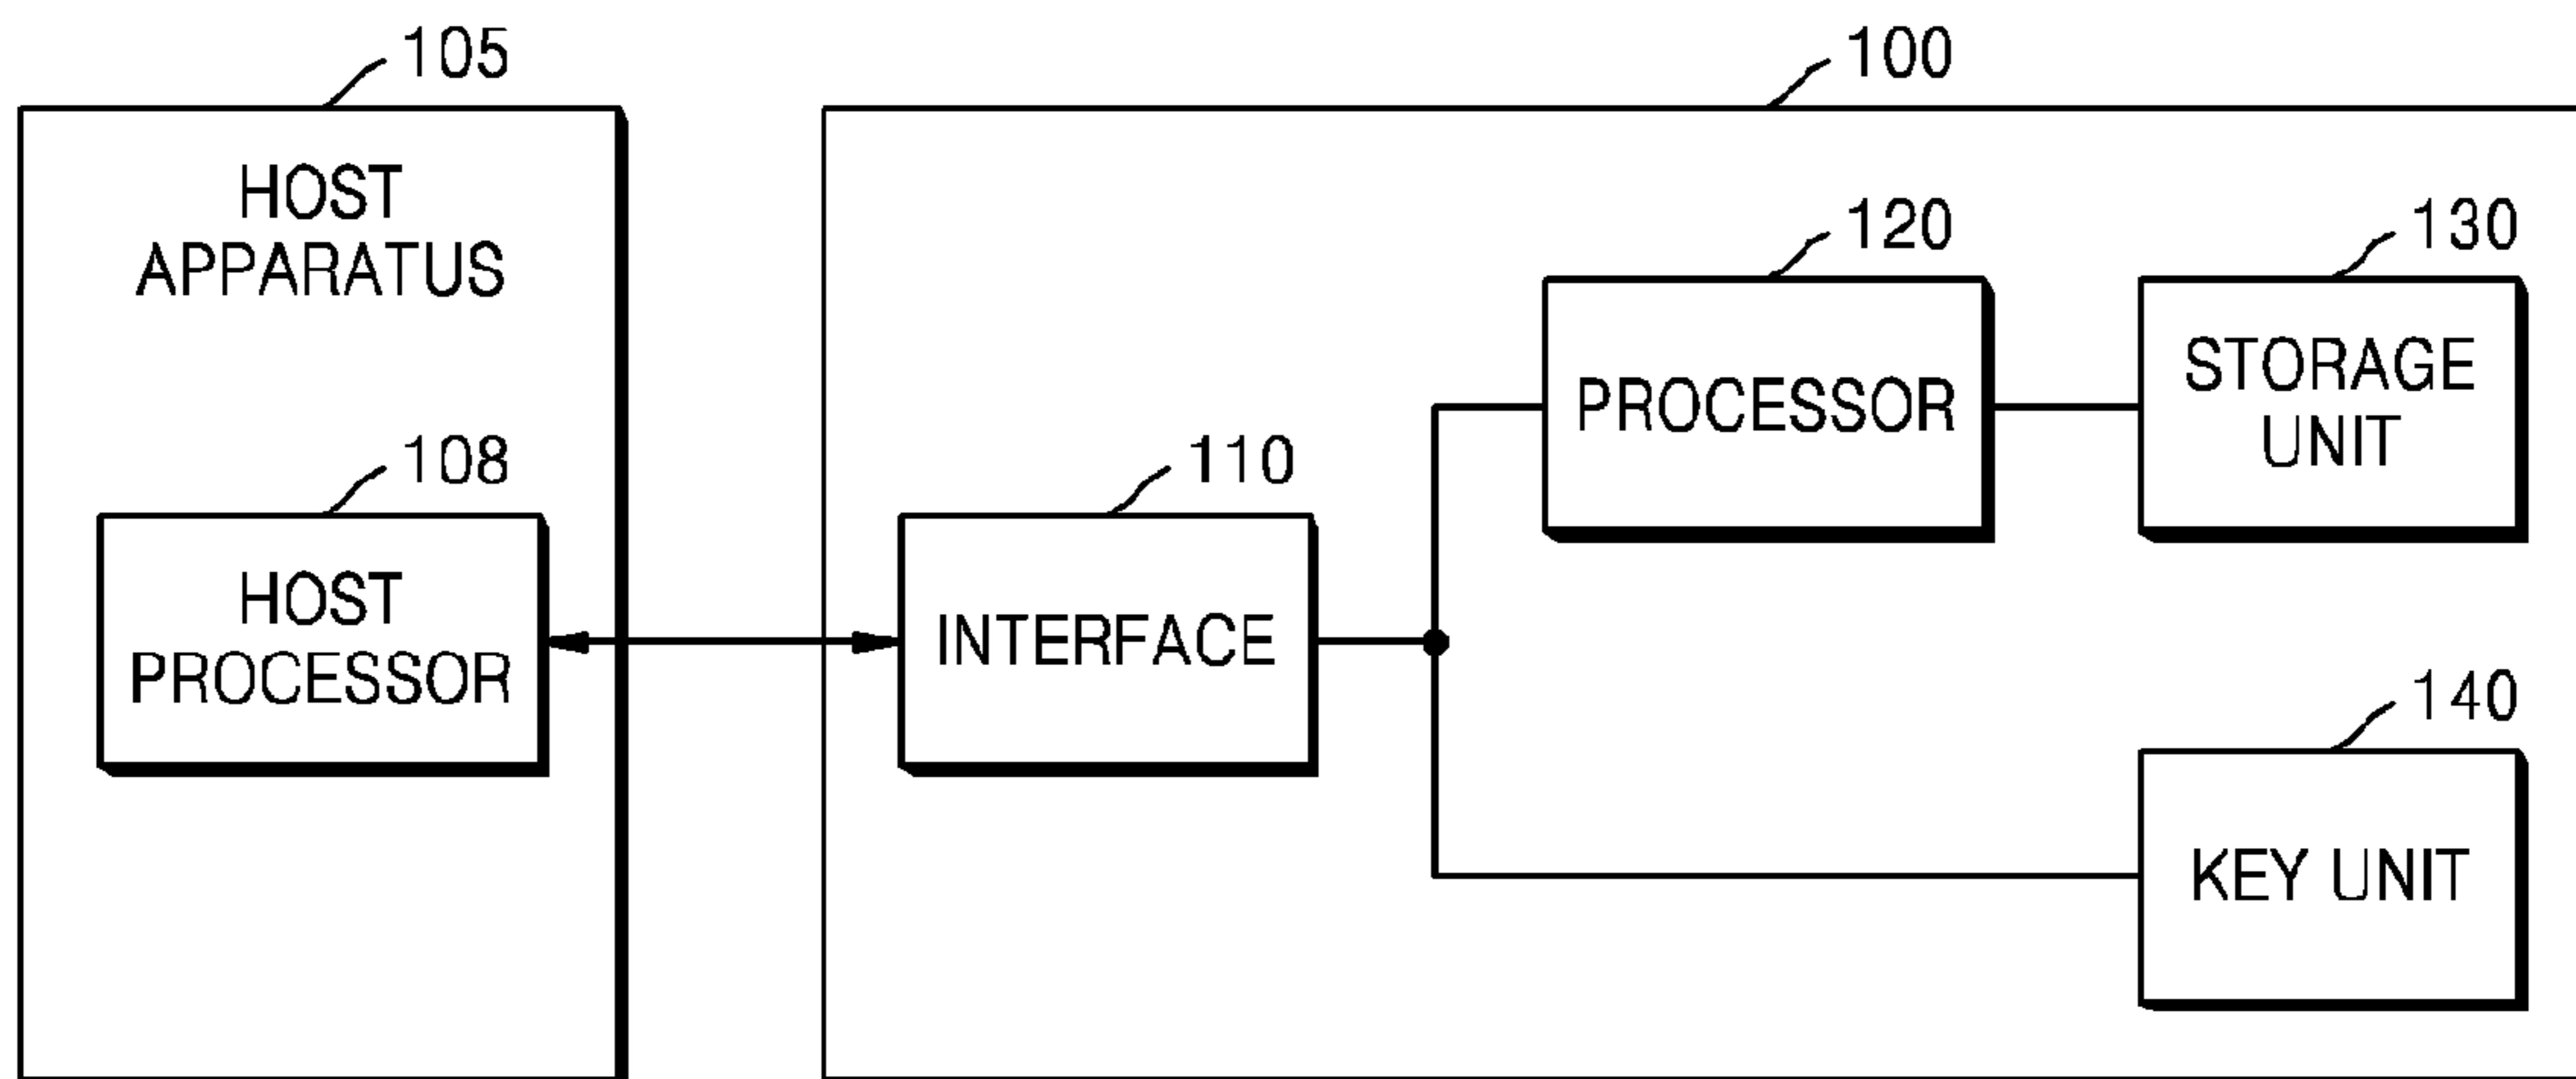 105
100
HOST
APPARATUS
120
130
PROCESSOR
STORAGE
UNIT
108
110
HOST
PROCESSOR
INTERFACE
140
KEY UNIT